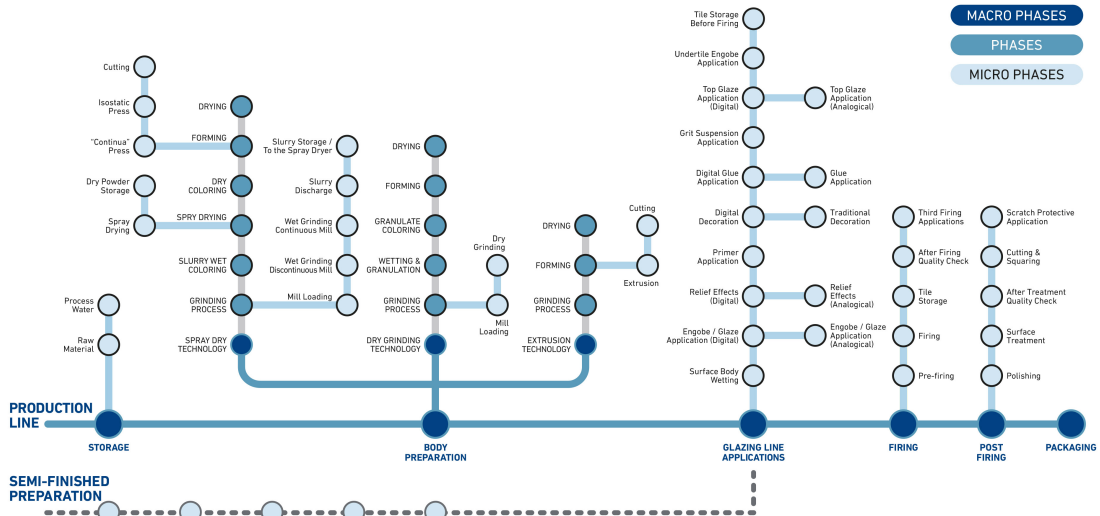 MACRO PHASES
PHASES
MICRO PHASES
Cutting
Isostatic
Press
"Continua"
Press
Dry Powder
Storage
Spray
Drying
Process
Water
Raw
Material
DRYING
FORMING
DRY
COLORING
SPRY DRYING
SLURRY WET
COLORING
GRINDING
PROCESS
SPRAY DRY
TECHNOLOGY
Slurry Storage /
To the Spray Dryer
Slurry
Discharge
Wet Grinding
Continuous Mill
Wet Grinding
Discontinuous Mill
Mill Loading
DRYING
FORMING
GRANULATE
COLORING
WETTING &
GRANULATION
GRINDING
PROCESS
DRY GRINDING
TECHNOLOGY
Dry
Grinding
Mill
Loading
DRYING
FORMING
GRINDING
PROCESS
EXTRUSION
TECHNOLOGY
Cutting
Extrusion
Tile Storage
Before Firing
Undertile Engobe
Application
Top Glaze
Application
(Digital)
Top Glaze
Application
(Analogical)
Grit Suspension
Application
Digital Glue
Application
Glue
Application
Digital
Decoration
Traditional
Decoration
Primer
Application
Relief Effects
(Digital)
Relief
Effects
(Analogical)
Engobe / Glaze
Application (Digital)
Engobe / Glaze
Application
(Analogical)
Surface Body
Wetting
Third Firing
Applications
After Firing
Quality Check
Tile
Storage
Firing
Pre-firing
Scratch Protective
Application
Cutting &
Squaring
After Treatment
Quality Check
Surface
Treatment
Polishing
PRODUCTION
LINE
STORAGE
BODY
PREPARATION
GLAZING LINE
APPLICATIONS
FIRING
POST
FIRING
PACKAGING
SEMI-FINISHED
PREPARATION